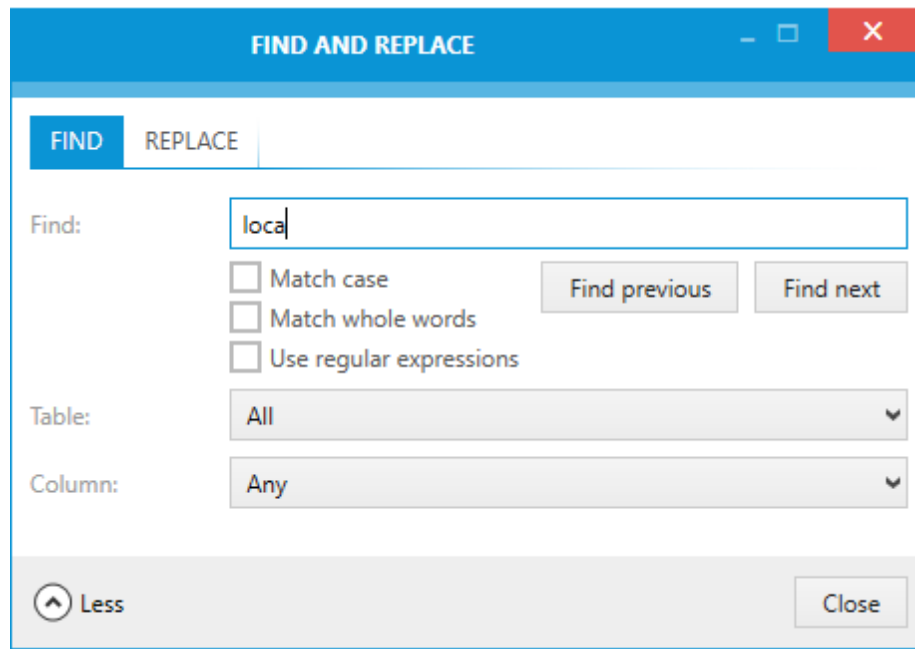 FIND AND REPLACE
FIND REPLACE
Find: loca
Match case Find previous Find next
Match whole words
Use regular expressions
Table: All
Column: Any
Less Close